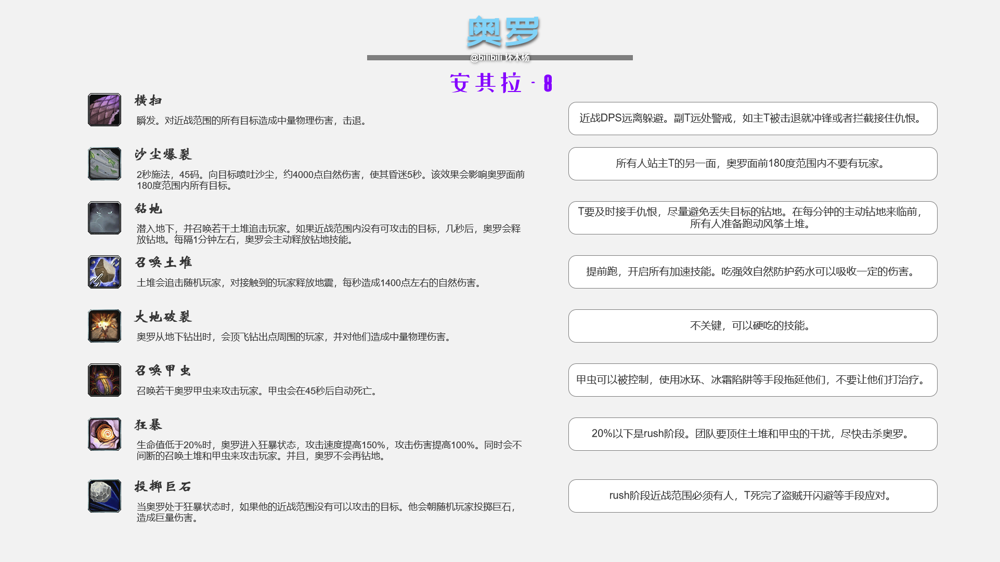 奥罗
@bilibili 坏木杨
安其拉 - 8
横扫
瞬发。对近战范围的所有目标造成中量物理伤害，击退。
近战DPS远离躲避。副T远处警戒，如主T被击退就冲锋或者拦截接住仇恨。
沙尘爆裂
2秒施法，45码。向目标喷吐沙尘，约4000点自然伤害，使其昏迷5秒。该效果会影响奥罗面前
180度范围内所有目标。
所有人站主T的另一面，奥罗面前180度范围内不要有玩家。
钻地
潜入地下，并召唤若干土堆追击玩家。如果近战范围内没有可攻击的目标，几秒后，奥罗会释
放钻地。每隔1分钟左右，奥罗会主动释放钻地技能。
T要及时接手仇恨，尽量避免丢失目标的钻地。在每分钟的主动钻地来临前，
所有人准备跑动风筝土堆。
召唤土堆
土堆会追击随机玩家，对接触到的玩家释放地震，每秒造成1400点左右的自然伤害。
提前跑，开启所有加速技能。吃强效自然防护药水可以吸收一定的伤害。
大地破裂
奥罗从地下钻出时，会顶飞钻出点周围的玩家，并对他们造成中量物理伤害。
不关键，可以硬吃的技能。
召唤甲虫
召唤若干奥罗甲虫来攻击玩家。甲虫会在45秒后自动死亡。
甲虫可以被控制，使用冰环、冰霜陷阱等手段拖延他们，不要让他们打治疗。
狂暴
生命值低于20%时，奥罗进入狂暴状态，攻击速度提高150%，攻击伤害提高100%。同时会不
间断的召唤土堆和甲虫来攻击玩家。并且，奥罗不会再钻地。
20%以下是rush阶段。团队要顶住土堆和甲虫的干扰，尽快击杀奥罗。
投掷巨石
当奥罗处于狂暴状态时，如果他的近战范围没有可以攻击的目标。他会朝随机玩家投掷巨石，
造成巨量伤害。
rush阶段近战范围必须有人，T死完了盗贼开闪避等手段应对。